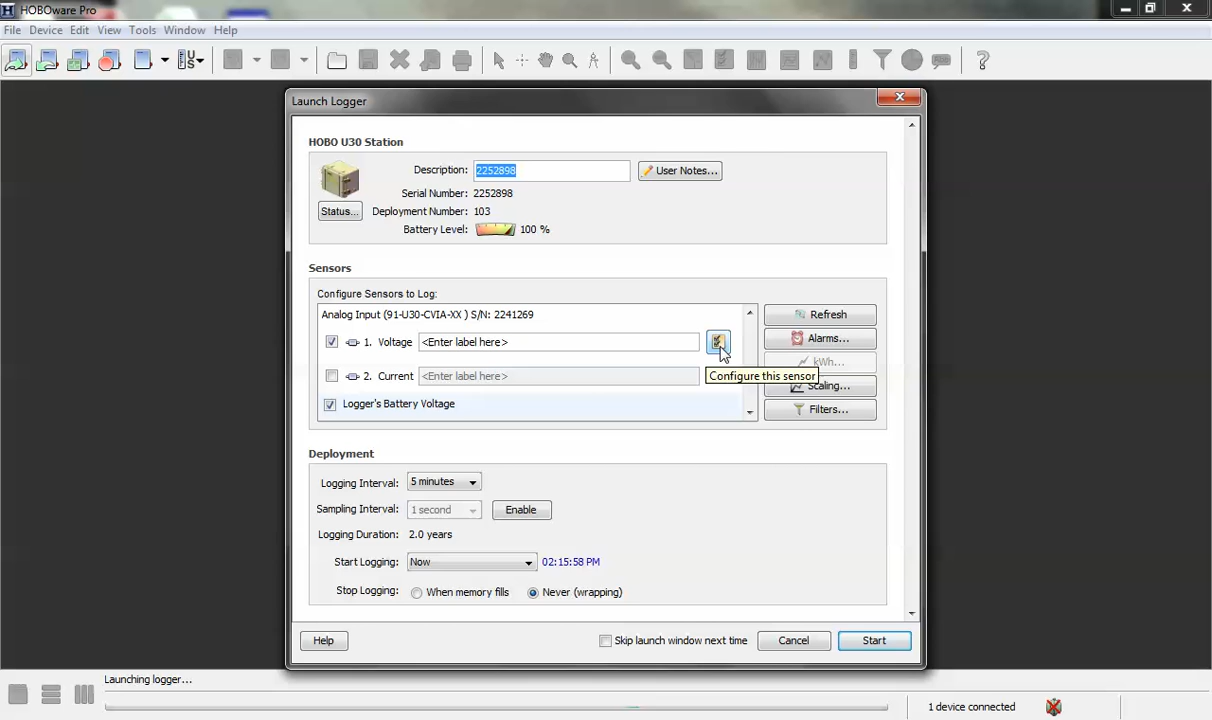 HOBOware Pro
File Device Edit View Tools Window Help
Launch Logger
HOBO U30 Station
Description: 2252898 User Notes...
Serial Number: 2252898
Status... Deployment Number: 103
Battery Level: 100 %
Sensors
Configure Sensors to Log:
Analog Input (91-U30-CVIA-XX ) S/N: 2241269
Refresh
1. Voltage <Enter label here>
Alarms...
kWh...
2. Current <Enter label here>
Configure this sensor
Scaling...
Logger's Battery Voltage
Filters...
Deployment
Logging Interval: 5 minutes
Sampling Interval: 1 second Enable
Logging Duration: 2.0 years
Start Logging: Now 02:15:58 PM
Stop Logging: When memory fills Never (wrapping)
Help Skip launch window next time Cancel Start
Launching logger...
1 device connected